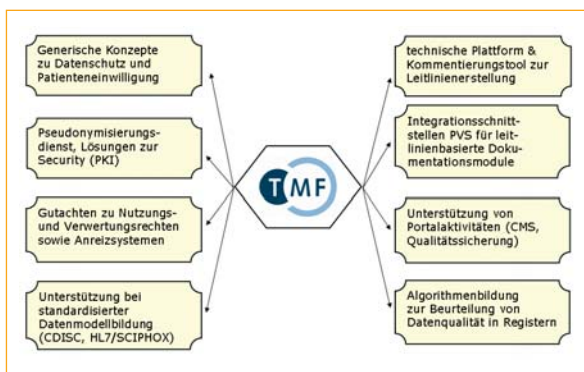 Generische Konzepte
zu Datenschutz und
Patienteneinwilligung
Pseudonymisierungs-
dienst, Lösungen zur
Security (PKI)
Gutachten zu Nutzungs-
und Verwertungsrechten
sowie Anreizsystemen
Unterstützung bei
standardisierter
Datenmodellbildung
(CDISC, HL7/SCIPHOX)
TMF
technische Plattform &
Kommentierungstool zur
Leitlinienerstellung
Integrationsschnitt-
stellen PVS für leit-
linienbasierte Doku-
mentationsmodule
Unterstützung von
Portalaktivitäten (CMS,
Qualitätssicherung)
Algorithmenbildung
zur Beurteilung von
Datenqualität in Registern